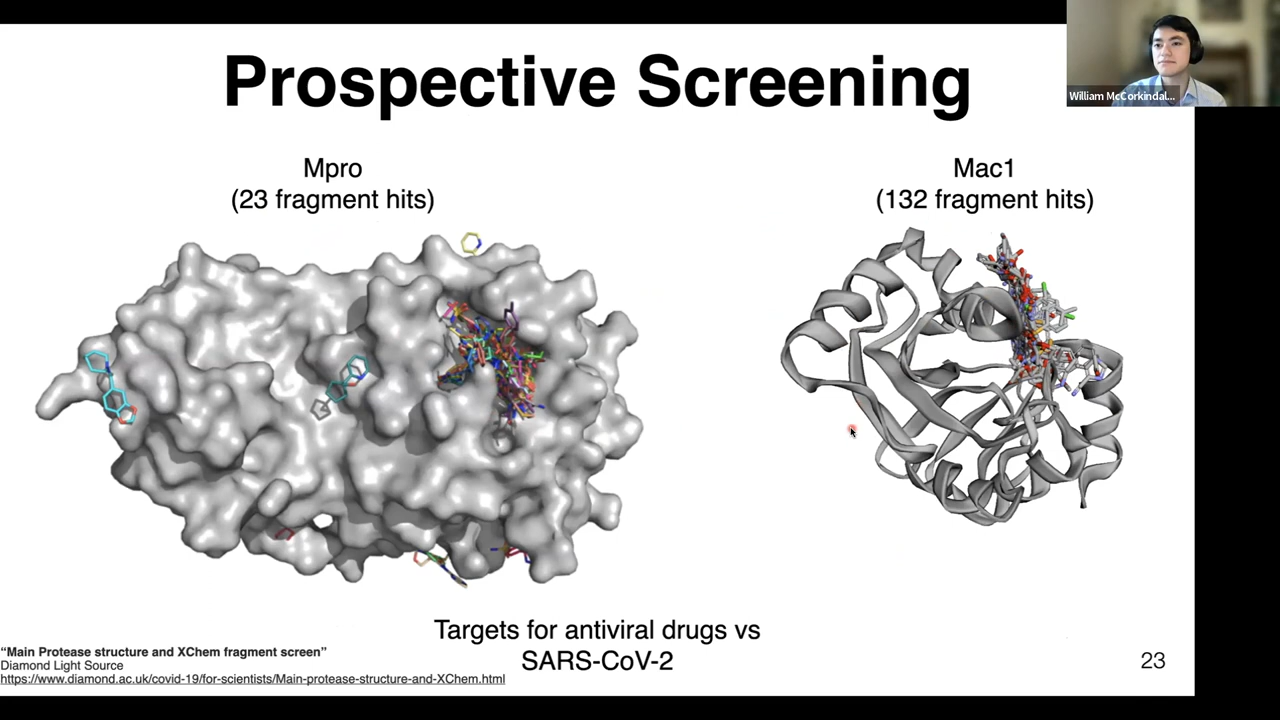 Prospective Screening
William McCorkindal...
Mpro
(23 fragment hits)
Mac1
(132 fragment hits)
Targets for antiviral drugs vs
SARS-CoV-2
“Main Protease structure and XChem fragment screen”
Diamond Light Source
https://www.diamond.ac.uk/covid-19/for-scientists/Main-protease-structure-and-XChem.html
23